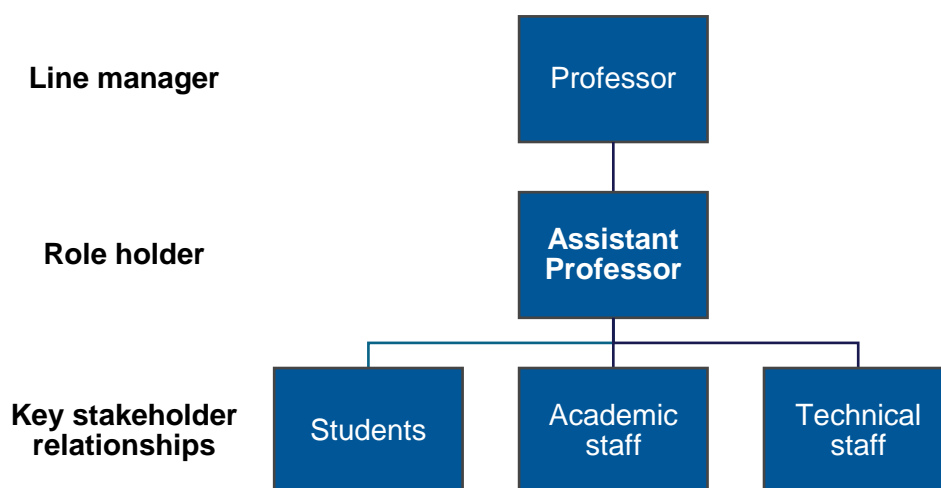 Line manager
Professor
Role holder
Assistant
Professor
Key stakeholder
relationships
Students
Academic
staff
Technical
staff